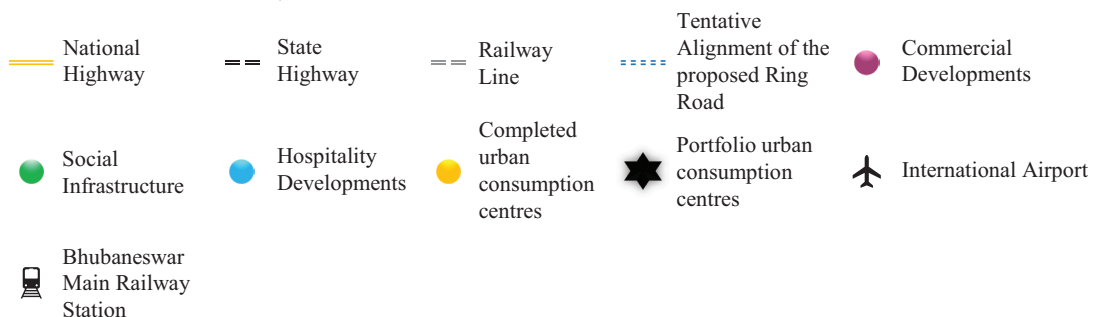 National
Highway
State
Highway
Railway
Line
Tentative
Alignment of the
proposed Ring
Road
Commercial
Developments
Social
Infrastructure
Hospitality
Developments
Completed
urban
consumption
centres
Portfolio urban
consumption
centres
International Airport
Bhubaneswar
Main Railway
Station